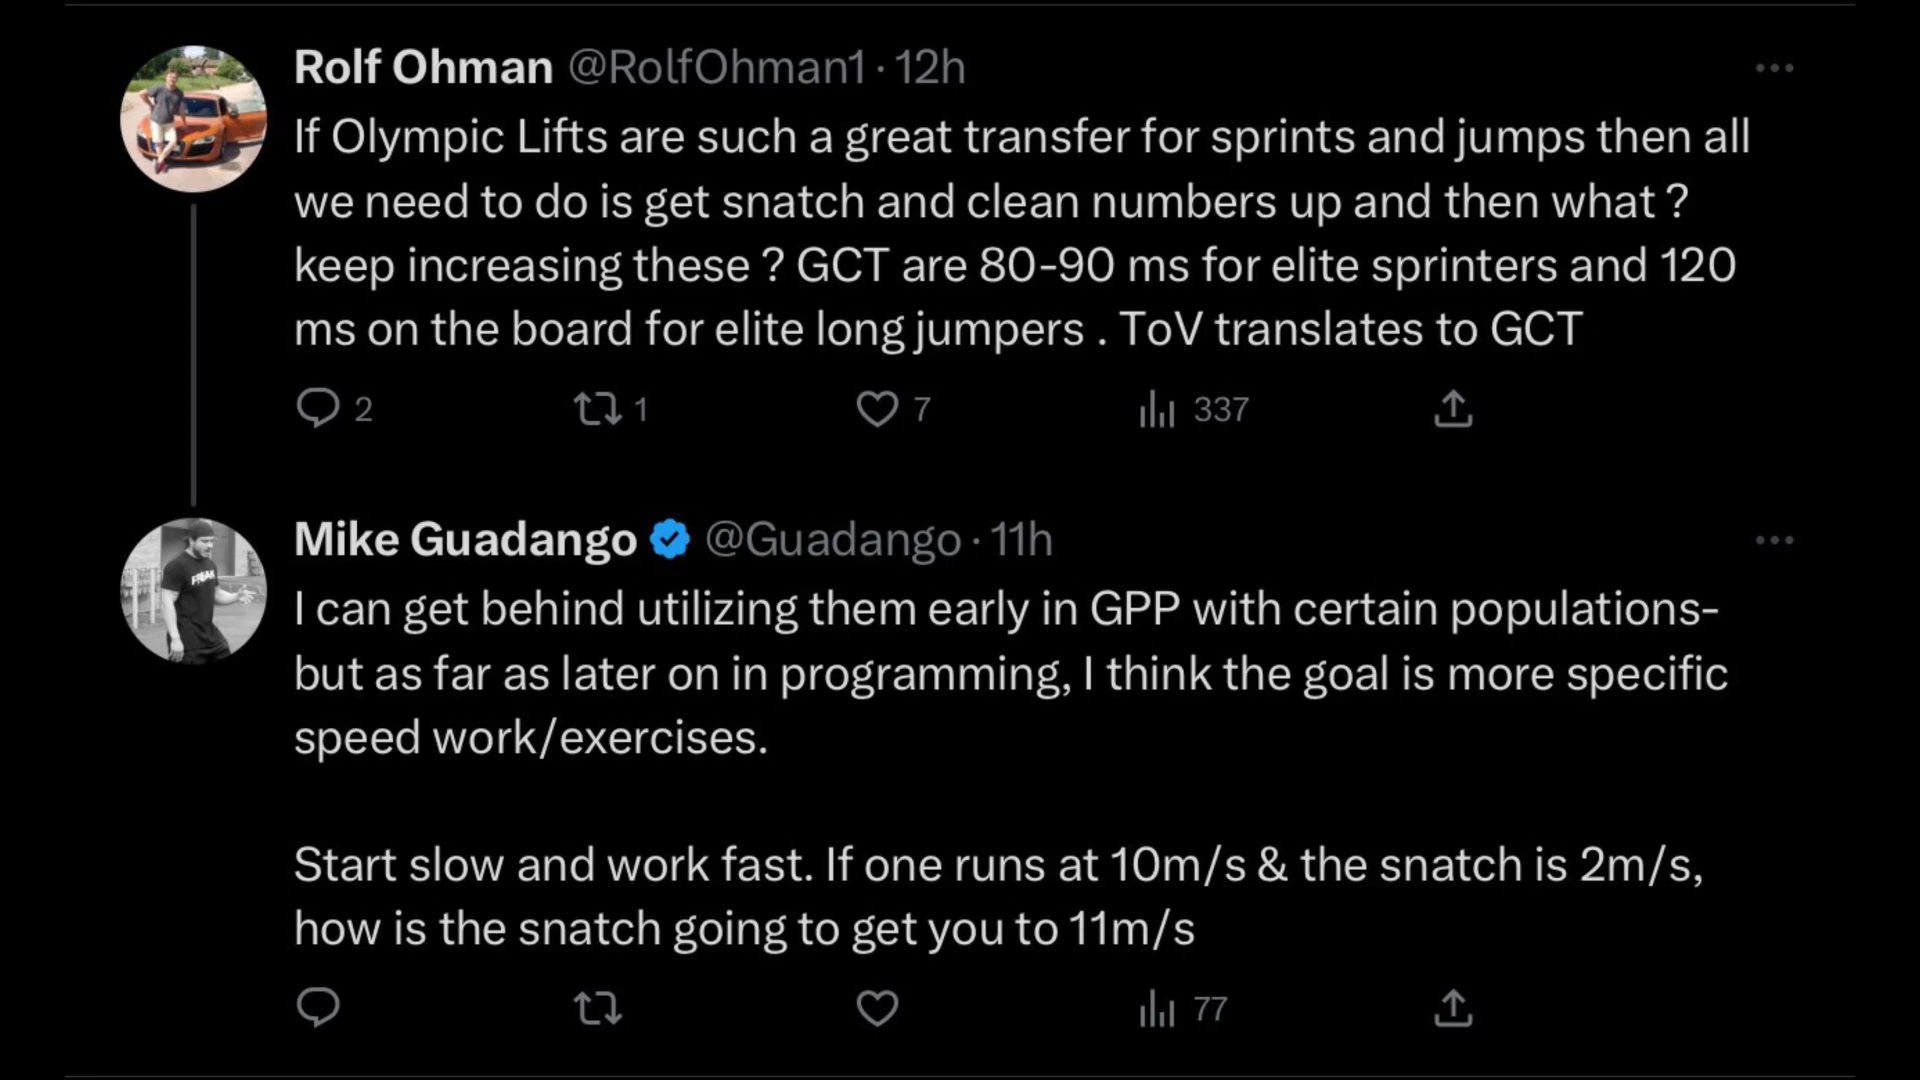 Rolf Ohman @RolfOhman1 · 12h
If Olympic Lifts are such a great transfer for sprints and jumps then all
we need to do is get snatch and clean numbers up and then what ?
keep increasing these ? GCT are 80-90 ms for elite sprinters and 120
ms on the board for elite long jumpers . ToV translates to GCT
2 1 7 337
Mike Guadango @Guadango · 11h
I can get behind utilizing them early in GPP with certain populations-
but as far as later on in programming, I think the goal is more specific
speed work/exercises.
Start slow and work fast. If one runs at 10m/s & the snatch is 2m/s,
how is the snatch going to get you to 11m/s
77
FREAK